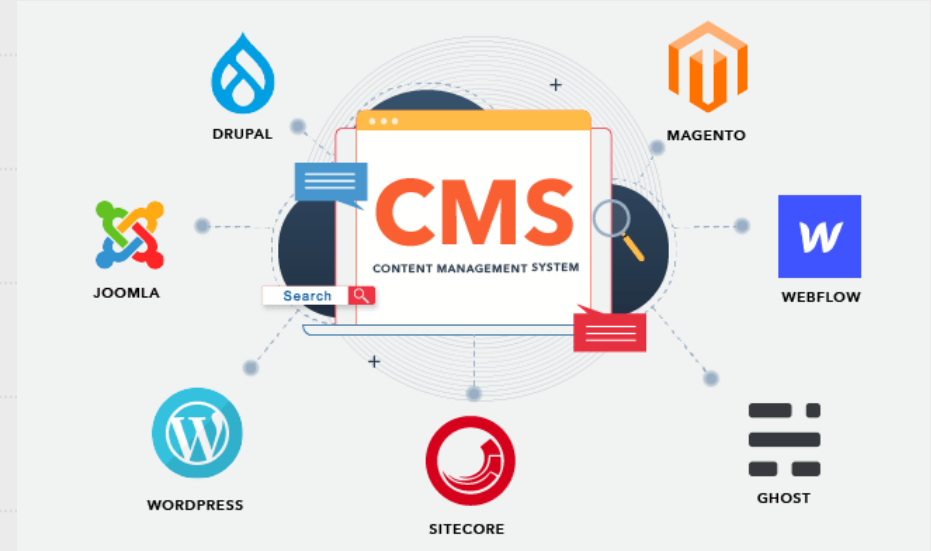 DRUPAL
MAGENTO
CMS
CONTENT MANAGEMENT SYSTEM
JOOMLA
Search
W
WEBFLOW
W
WORDPRESS
SITECORE
GHOST